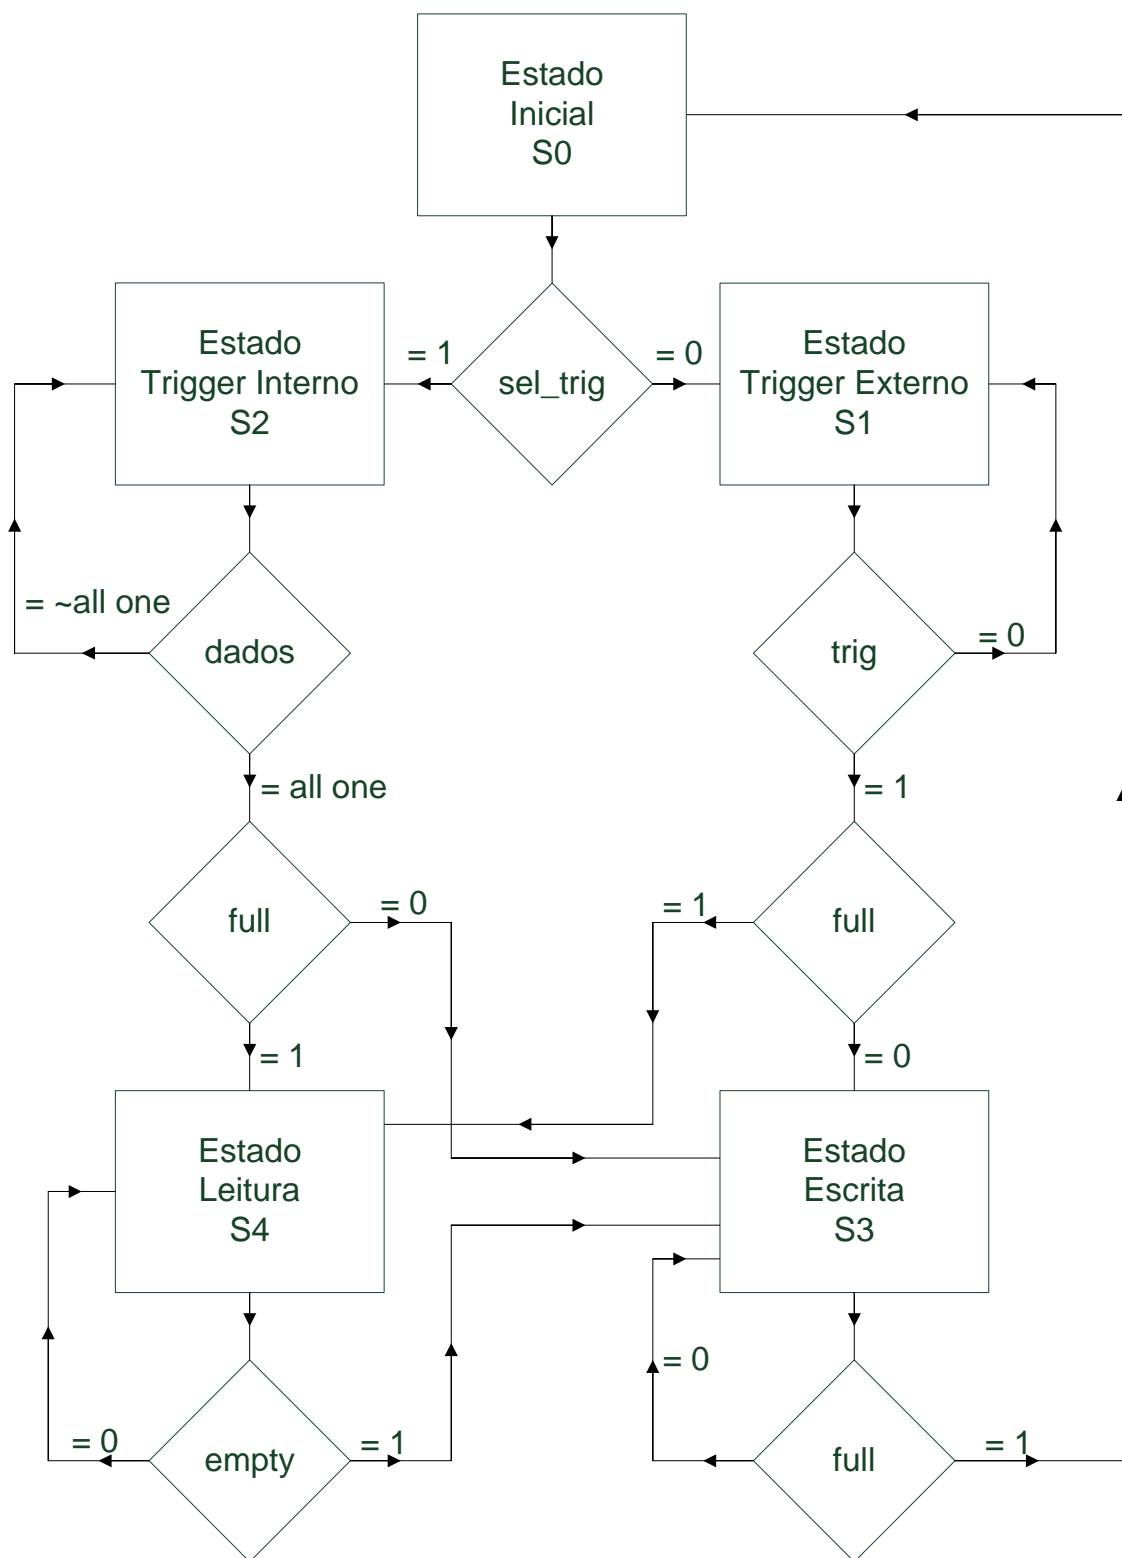 Estado
Inicial
S0
Estado
Trigger Interno
S2
= 1
sel_trig
= 0
Estado
Trigger Externo
S1
= ~all one
dados
trig
= 0
= all one
= 1
full
= 0
= 1
full
= 1
= 0
Estado
Leitura
S4
Estado
Escrita
S3
= 0
= 0
empty
= 1
full
= 1